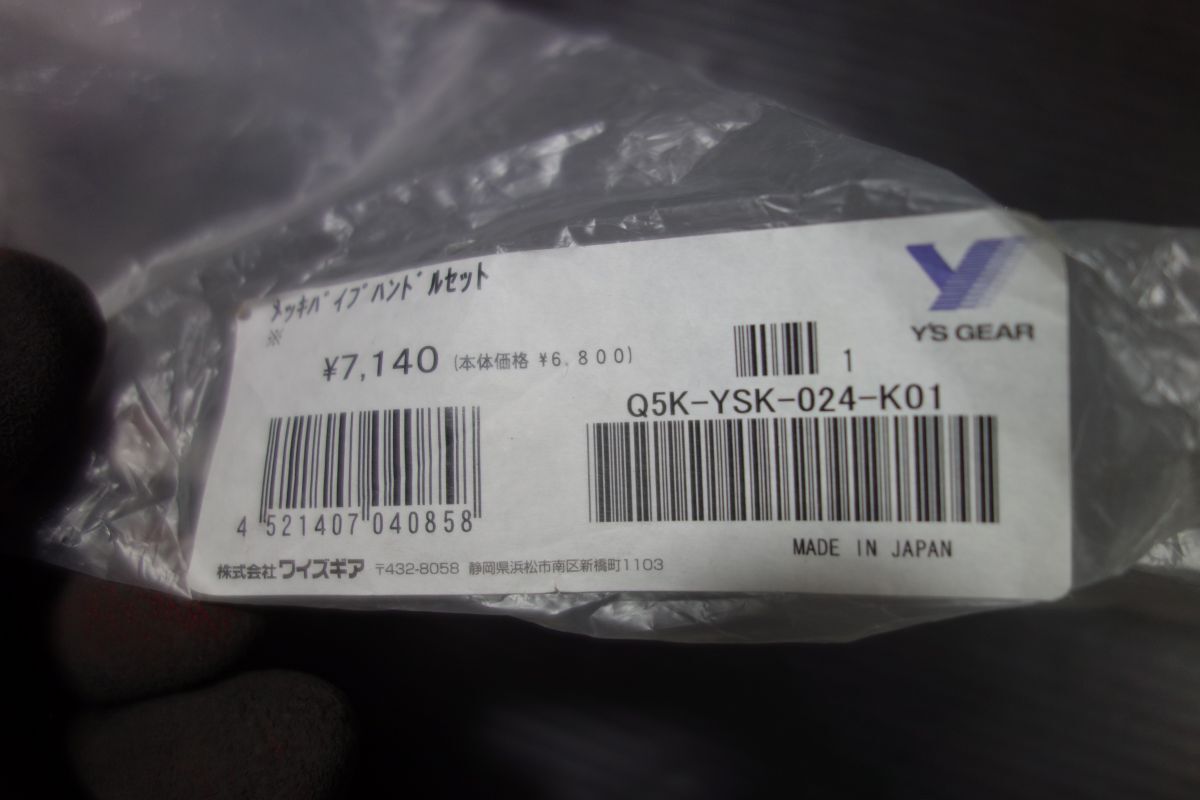 ﾒｯｷﾊﾟｲﾌﾟﾊﾝﾄﾞﾙｾｯﾄ
※
¥7,140 (本体価格 ¥6,800)
Y'S GEAR
1
Q5K-YSK-024-K01
4 521407 040858
MADE IN JAPAN
株式会社ワイズギア 〒432-8058 静岡県浜松市南区新橋町1103